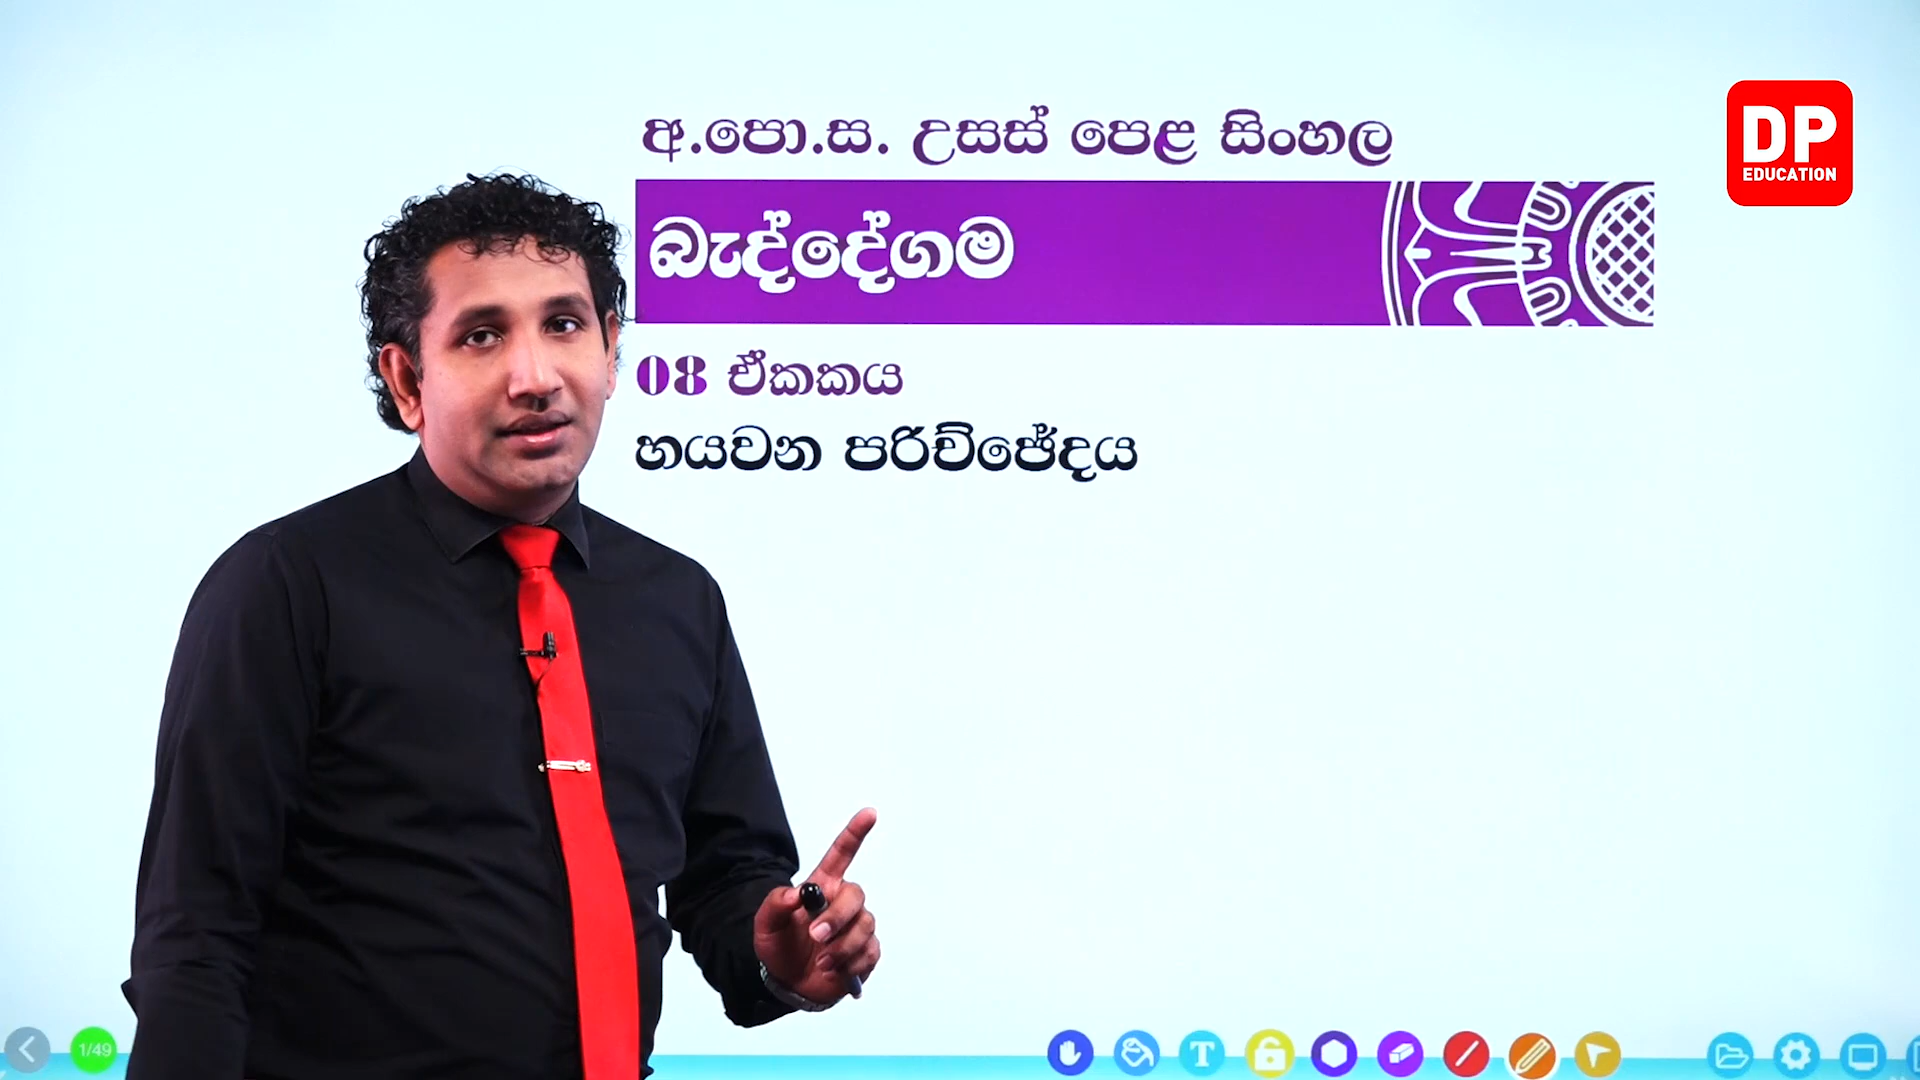 අ.පො.ස. උසස් පෙළ සිංහල
බැද්දේගම
08 ඒකකය
හයවන පරිච්ඡේදය
DP
EDUCATION
1/49
T